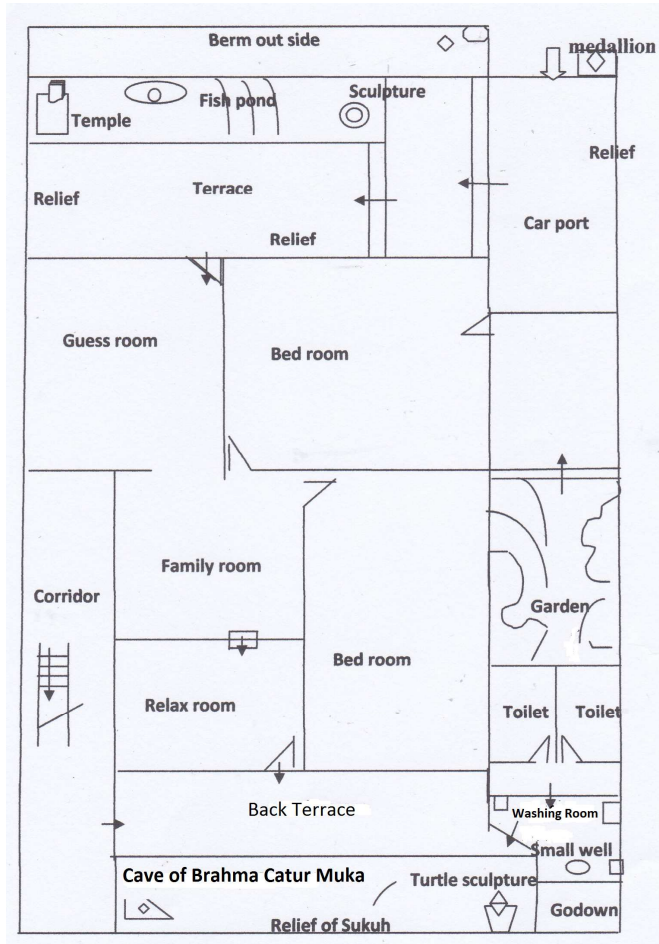 Berm out side
medallion
Fish pond
Sculpture
Temple
Relief
Relief
Terrace
Car port
Relief
Guess room
Bed room
Family room
Corridor
Garden
Bed room
Relax room
Toilet
Toilet
Back Terrace
Washing Room
Small well
Cave of Brahma Catur Muka
Turtle sculpture
Godown
Relief of Sukuh